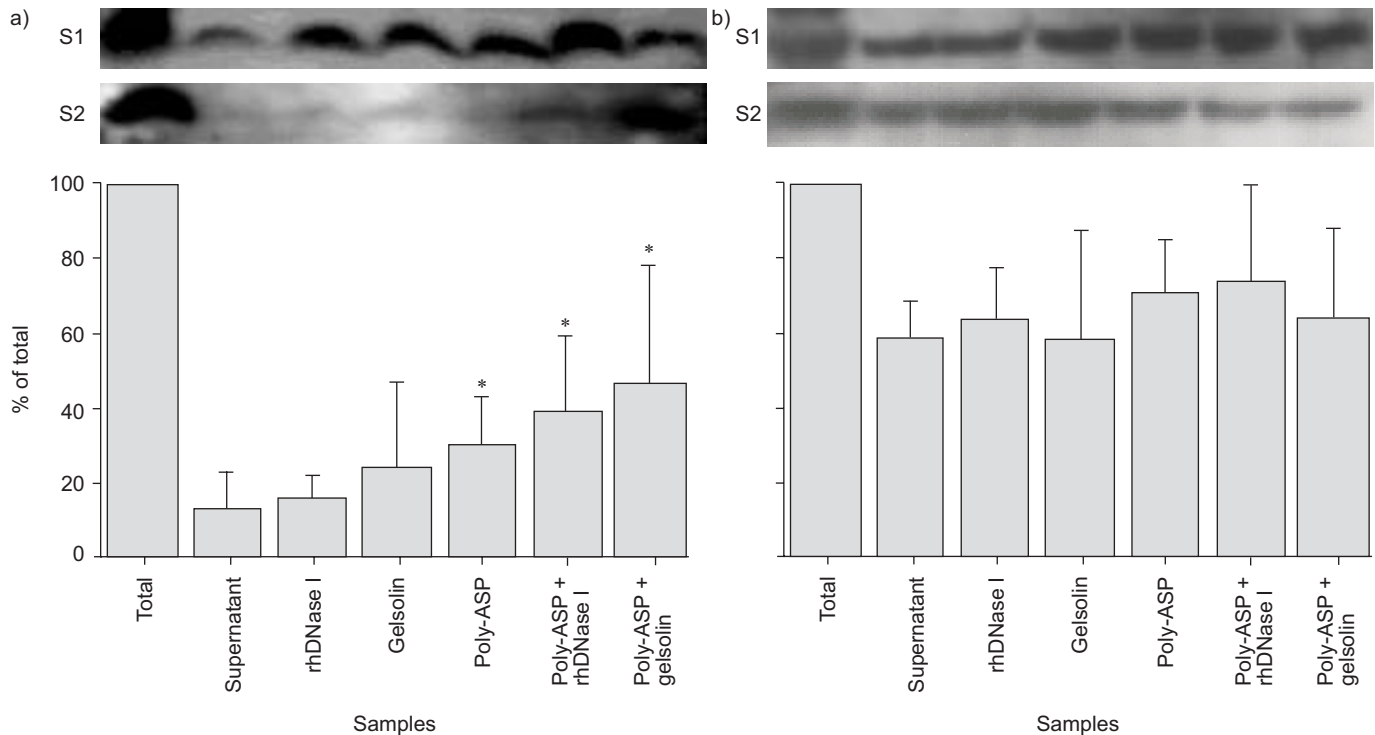 a)
S1
S2
100
80
60
40
20
0
% of total
*
*
*
Total
Supernatant
rhDNase I
Gelsolin
Poly-ASP
Poly-ASP +
rhDNase I
Poly-ASP +
gelsolin
Samples
b)
S1
S2
Total
Supernatant
rhDNase I
Gelsolin
Poly-ASP
Poly-ASP +
rhDNase I
Poly-ASP +
gelsolin
Samples